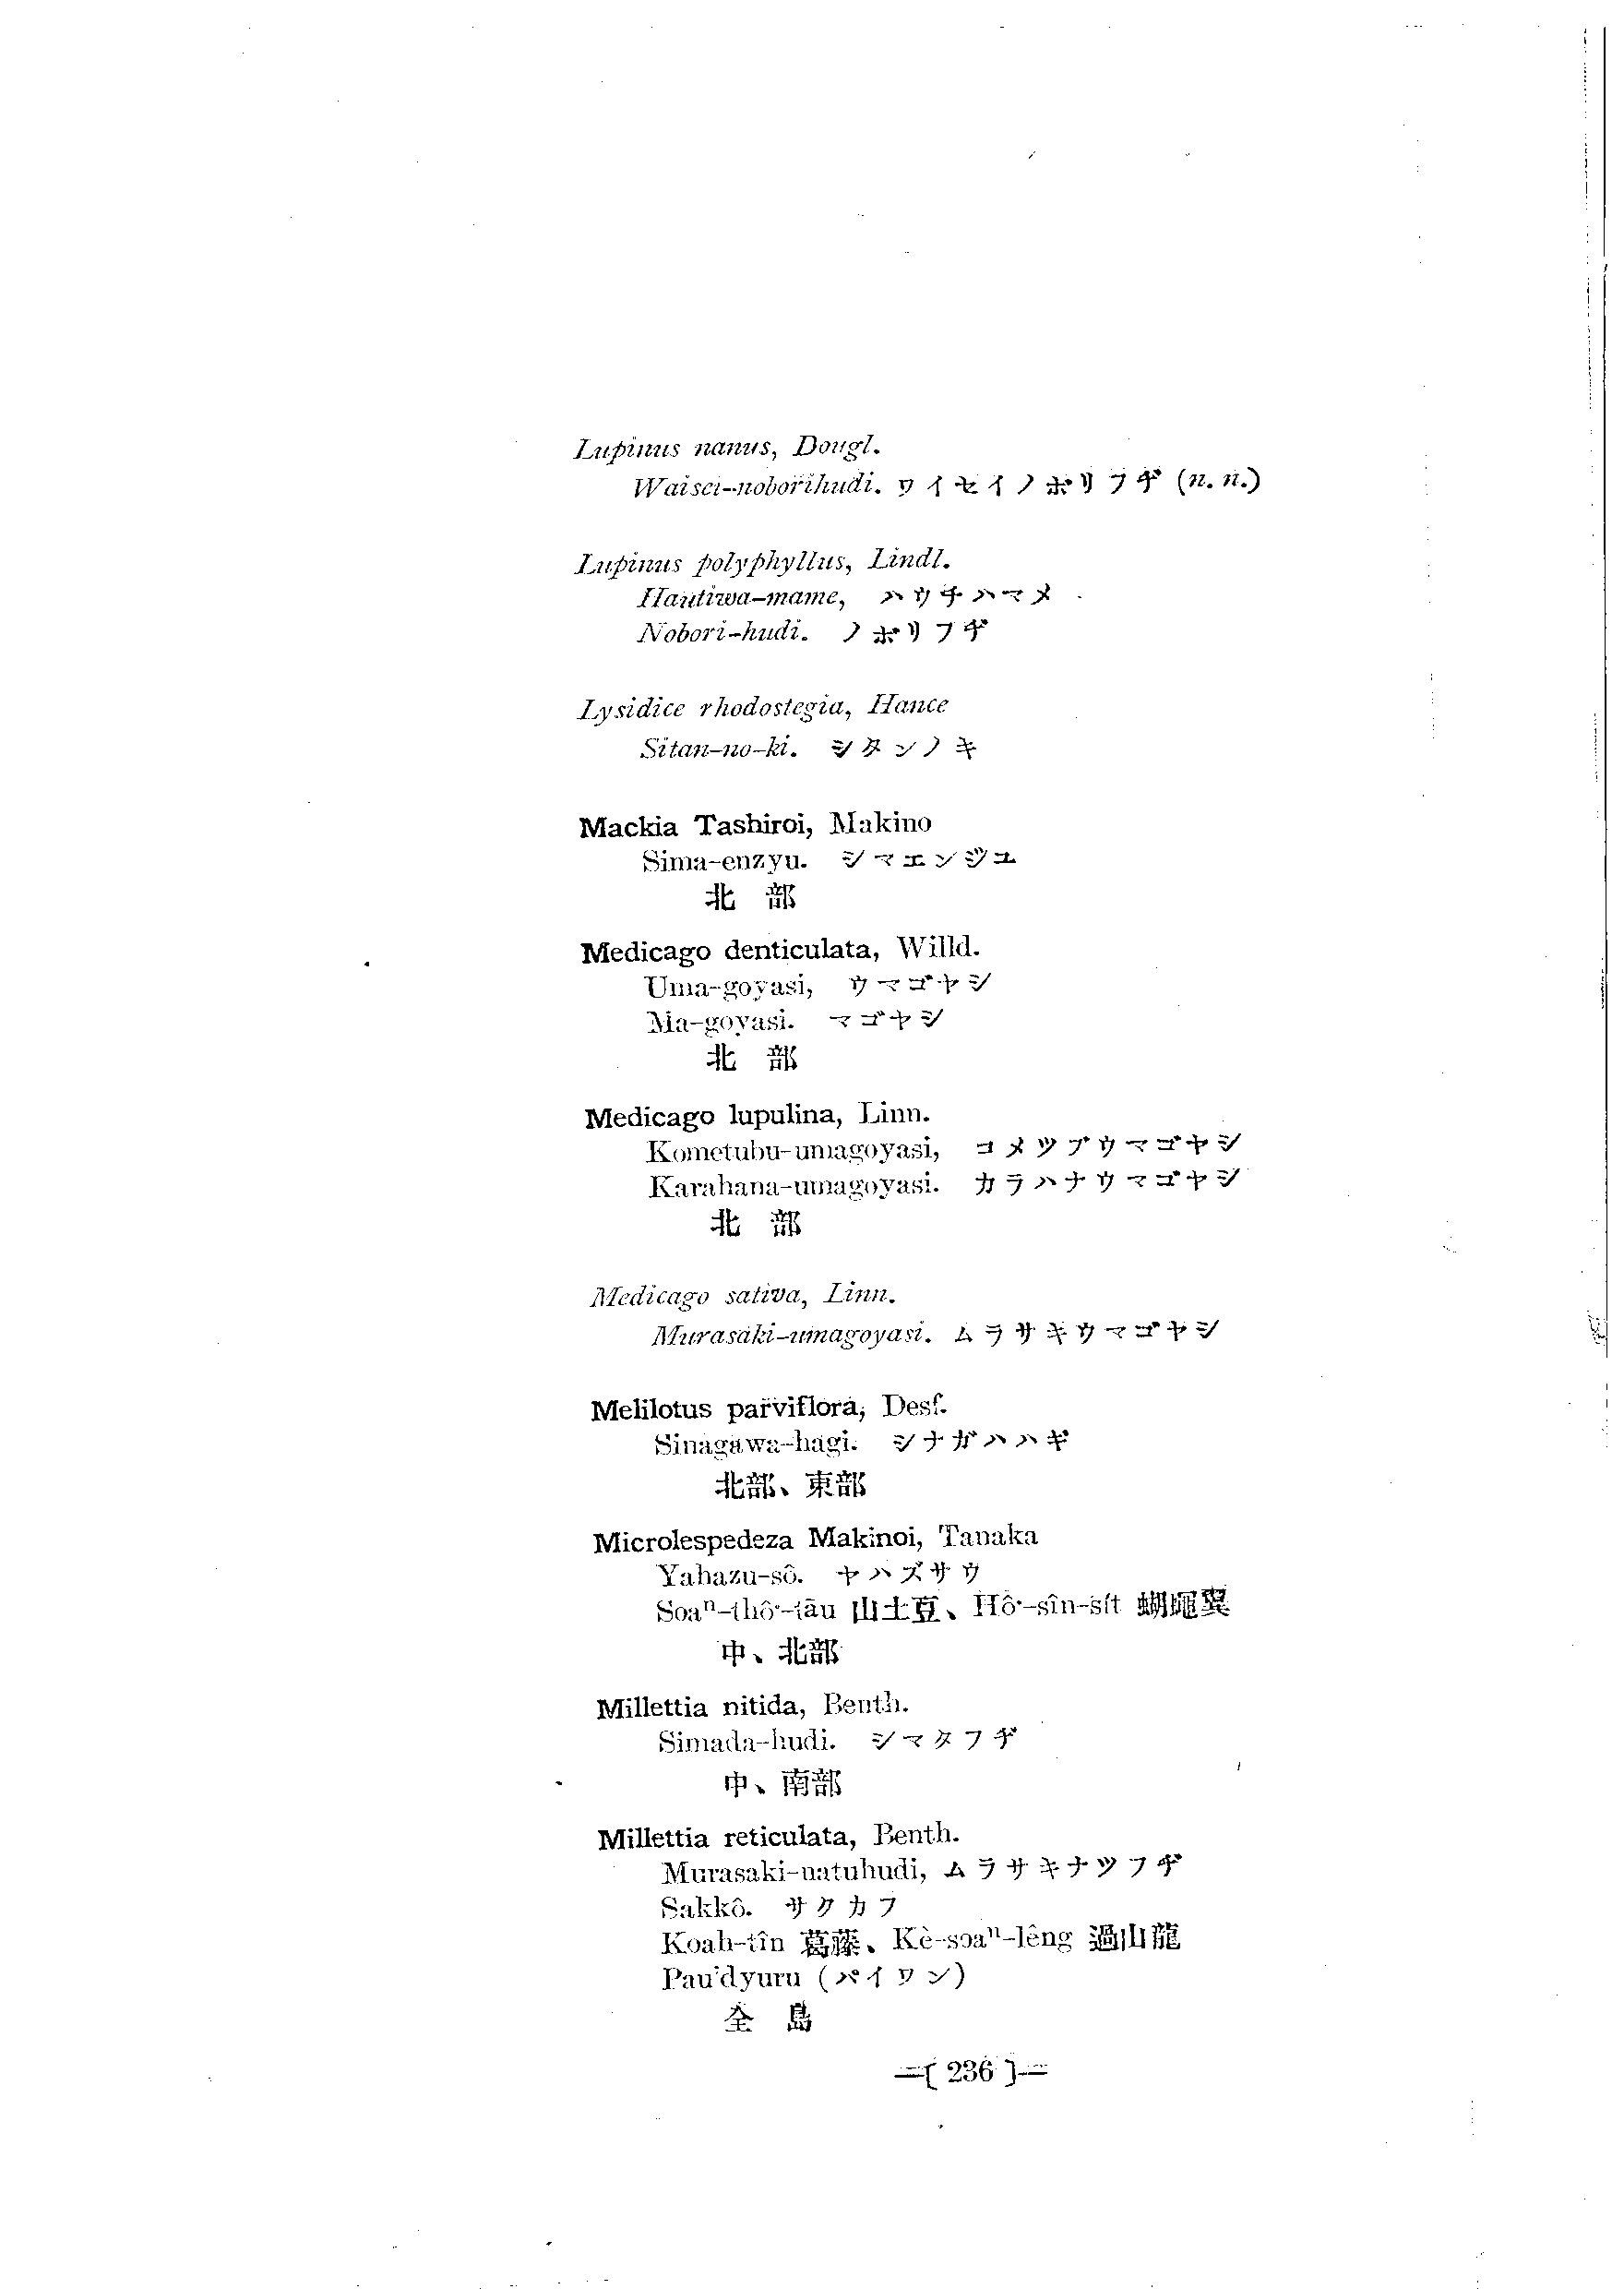 Lupinus nanus, Dougl.
Waisei-noborihudi. ワイセイノボリフヂ (n. n.)
Lupinus polyphyllus, Lindl.
Hautiwa-mame, ハウチハマメ
Nobori-hudi. ノボリフヂ
Lysidice rhodostegia, Hance
Sitan-no-ki. シタンノキ
Mackia Tashiroi, Makino
Sima-enzyu. シマエンジユ
北 部
Medicago denticulata, Willd.
Uma-goyasi, ウマゴヤシ
Ma-goyasi. マゴヤシ
北 部
Medicago lupulina, Linn.
Kometubu-umagoyasi, コメツブウマゴヤシ
Karahana-umagoyasi. カラハナウマゴヤシ
北 部
Medicago sativa, Linn.
Murasaki-umagoyasi. ムラサキウマゴヤシ
Melilotus parviflora, Desf.
Sinagawa-hagi. シナガハハギ
北部、東部
Microlespedeza Makinoi, Tanaka
Yahazu-sô. ヤハズサウ
Soaⁿ-thô·-tāu 山土豆、Hô·-sîn-sít 蝴蠅翼
中、北部
Millettia nitida, Benth.
Simada-hudi. シマダフヂ
中、南部
Millettia reticulata, Benth.
Murasaki-natuhudi, ムラサキナツフヂ
Sakkô. サクカフ
Koah-tîn 葛藤、Kè-soaⁿ-lêng 過山龍
Pau'dyuru (パイワン)
全 島
—[ 236 ]—